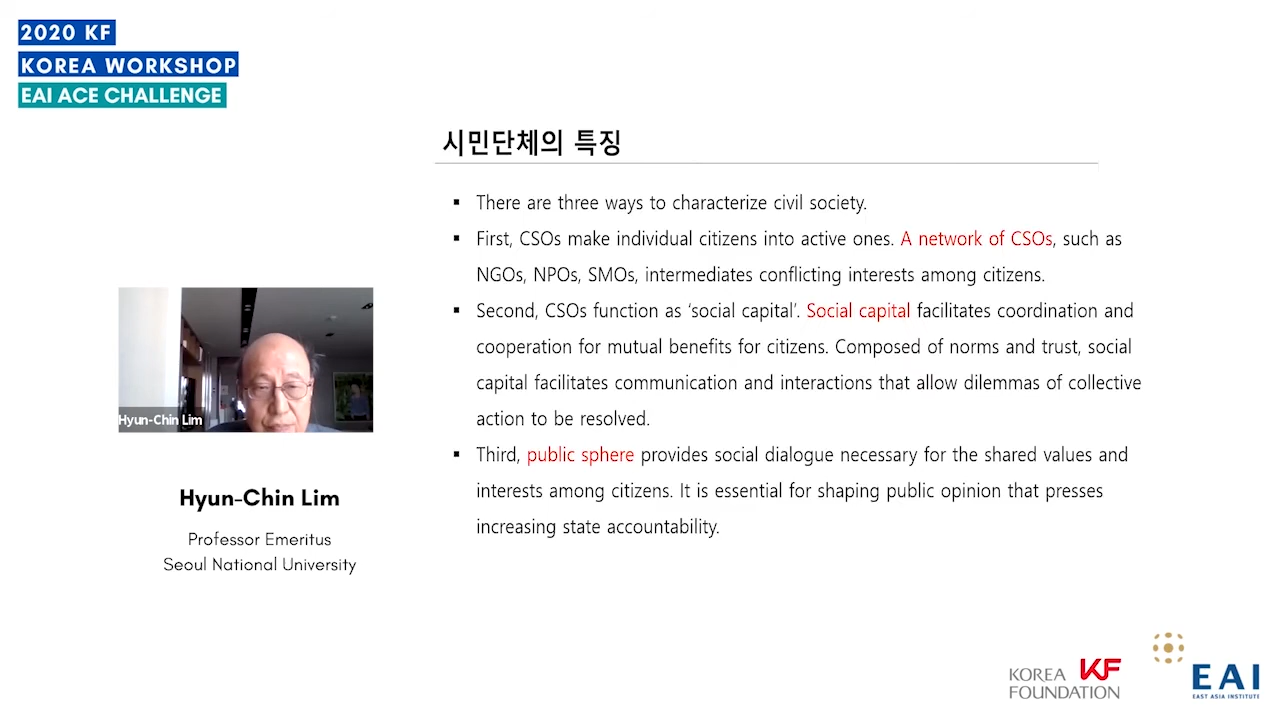 2020 KF
KOREA WORKSHOP
EAI ACE CHALLENGE
시민단체의 특징
▪ There are three ways to characterize civil society.
▪ First, CSOs make individual citizens into active ones. A network of CSOs, such as
NGOs, NPOs, SMOs, intermediates conflicting interests among citizens.
▪ Second, CSOs function as ‘social capital’. Social capital facilitates coordination and
cooperation for mutual benefits for citizens. Composed of norms and trust, social
capital facilitates communication and interactions that allow dilemmas of collective
action to be resolved.
▪ Third, public sphere provides social dialogue necessary for the shared values and
interests among citizens. It is essential for shaping public opinion that presses
increasing state accountability.
Hyun-Chin Lim
Hyun-Chin Lim
Professor Emeritus
Seoul National University
KOREA KF
FOUNDATION
EAI
EAST ASIA INSTITUTE